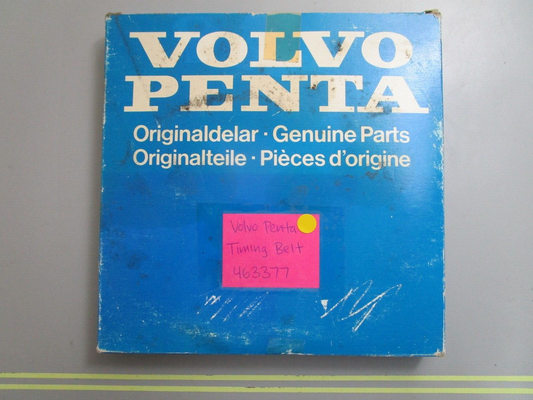 VOLVO
PENTA
Originaldelar · Genuine Parts
Originalteile · Pièces d'origine
Volvo Penta
Timing Belt
463377